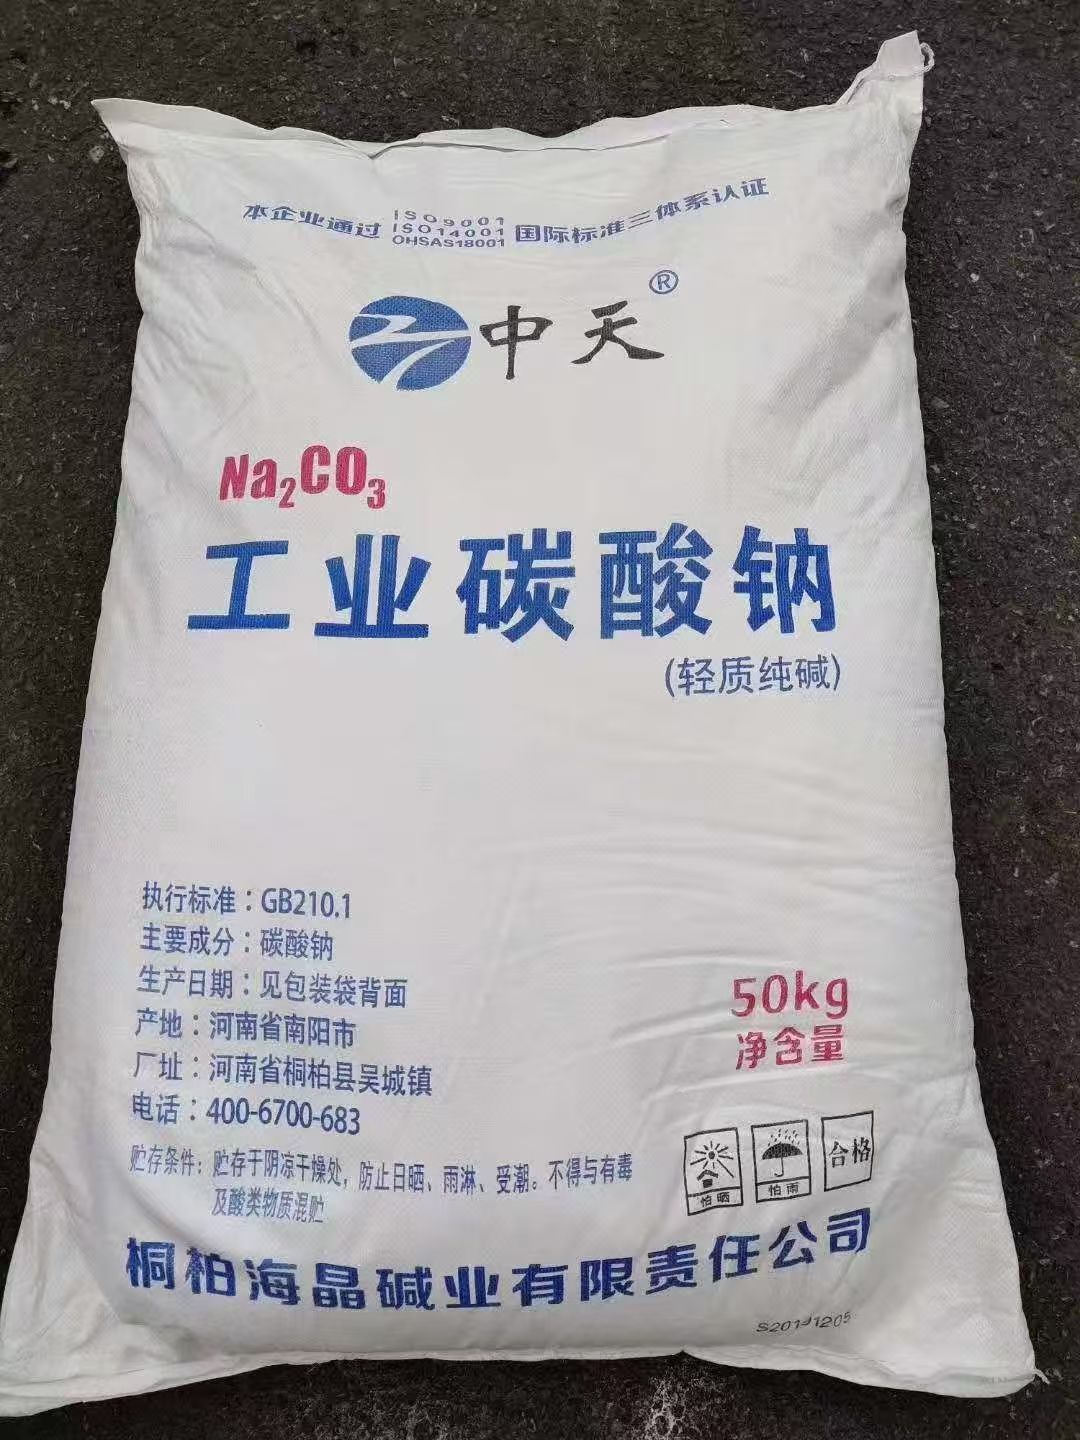 本企业通过 ISO9001 国际标准三体系认证
ISO14001
OHSAS18001
中天®
Na₂CO₃
工业碳酸钠
(轻质纯碱)
执行标准：GB210.1
主要成分：碳酸钠
生产日期：见包装袋背面
产地：河南省南阳市
厂址：河南省桐柏县吴城镇
电话：400-6700-683
贮存条件：贮存于阴凉干燥处，防止日晒、雨淋、受潮。不得与有毒
及酸类物质混贮
50kg
净含量
怕晒
怕雨
合格
桐柏海晶碱业有限责任公司
S20191205